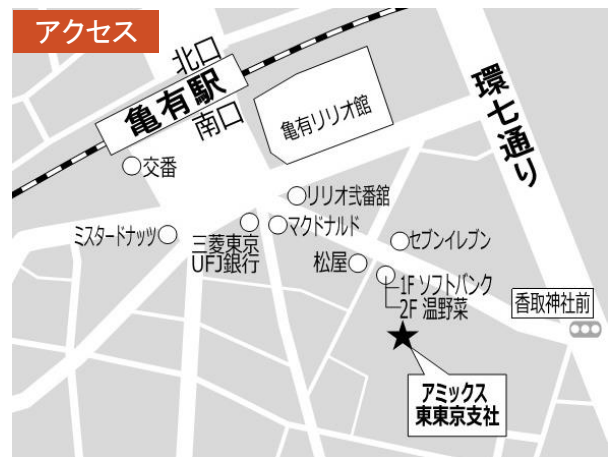 アクセス
北口
亀有駅
南口
亀有リリオ館
環七通り
交番
リリオ弐番舘
ミスタードナッツ
三菱東京
UFJ銀行
マクドナルド
セブンイレブン
松屋
1F ソフトバンク
2F 温野菜
香取神社前
アミックス
東東京支社